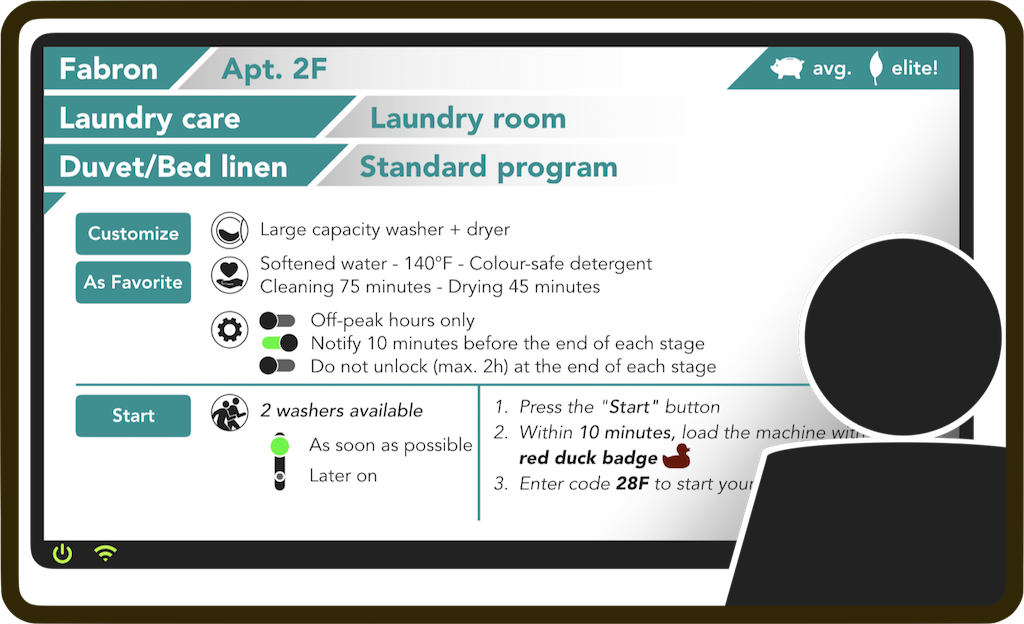 Fabron Apt. 2F avg. elite!
Laundry care Laundry room
Duvet/Bed linen Standard program
Customize
Large capacity washer + dryer
As Favorite
Softened water - 140°F - Colour-safe detergent
Cleaning 75 minutes - Drying 45 minutes
Off-peak hours only
Notify 10 minutes before the end of each stage
Do not unlock (max. 2h) at the end of each stage
Start
2 washers available
As soon as possible
Later on
1. Press the "Start" button
2. Within 10 minutes, load the machine with
red duck badge
3. Enter code 28F to start your